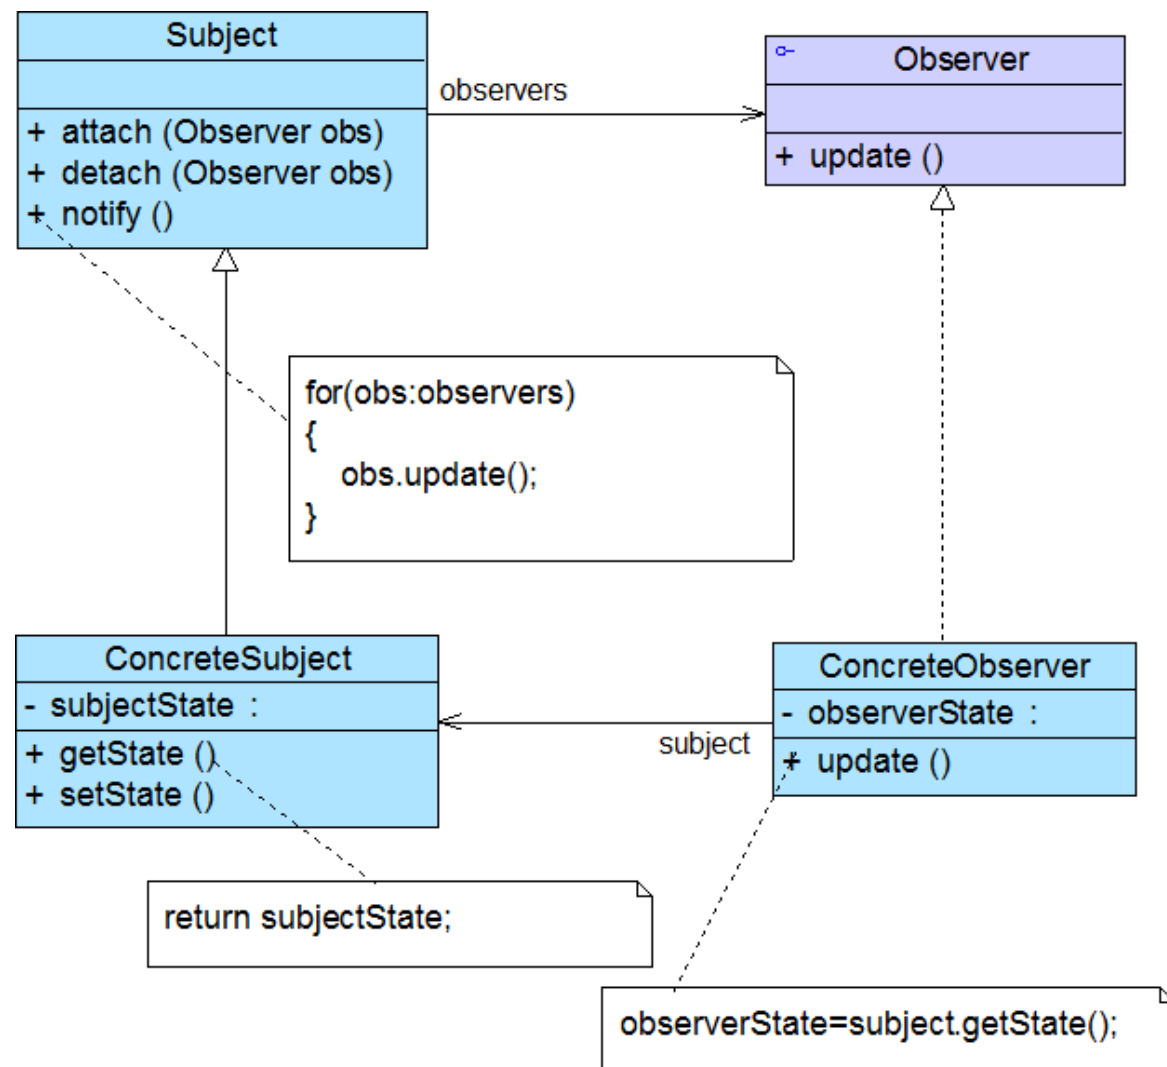 Subject
+ attach (Observer obs)
+ detach (Observer obs)
+ notify ()
observers
Observer
+ update ()
for(obs:observers)
{
obs.update();
}
ConcreteSubject
- subjectState :
+ getState ()
+ setState ()
subject
ConcreteObserver
- observerState :
+ update ()
return subjectState;
observerState=subject.getState();